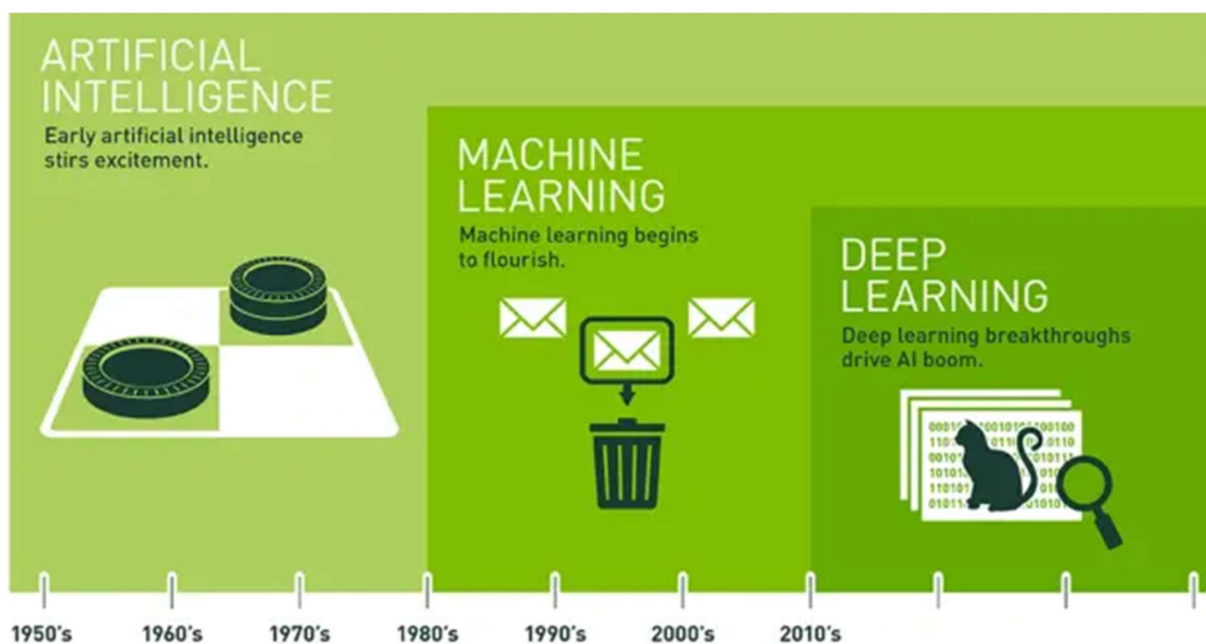 ARTIFICIAL
INTELLIGENCE
Early artificial intelligence
stirs excitement.
MACHINE
LEARNING
Machine learning begins
to flourish.
DEEP
LEARNING
Deep learning breakthroughs
drive AI boom.
1950's 1960's 1970's 1980's 1990's 2000's 2010's